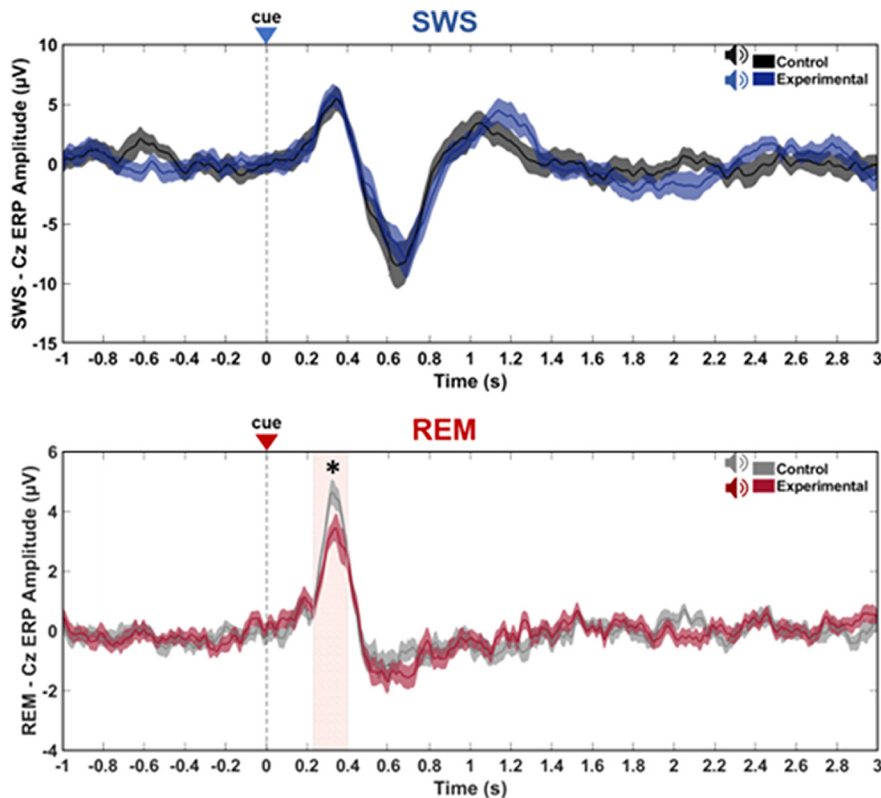 cue SWS
Control
Experimental
SWS - Cz ERP Amplitude (µV)
10
5
0
-5
-10
-15
-1 -0.8 -0.6 -0.4 -0.2 0 0.2 0.4 0.6 0.8 1 1.2 1.4 1.6 1.8 2 2.2 2.4 2.6 2.8 3
Time (s)
cue REM
*
Control
Experimental
REM - Cz ERP Amplitude (µV)
6
4
2
0
-2
-4
-1 -0.8 -0.6 -0.4 -0.2 0 0.2 0.4 0.6 0.8 1 1.2 1.4 1.6 1.8 2 2.2 2.4 2.6 2.8 3
Time (s)